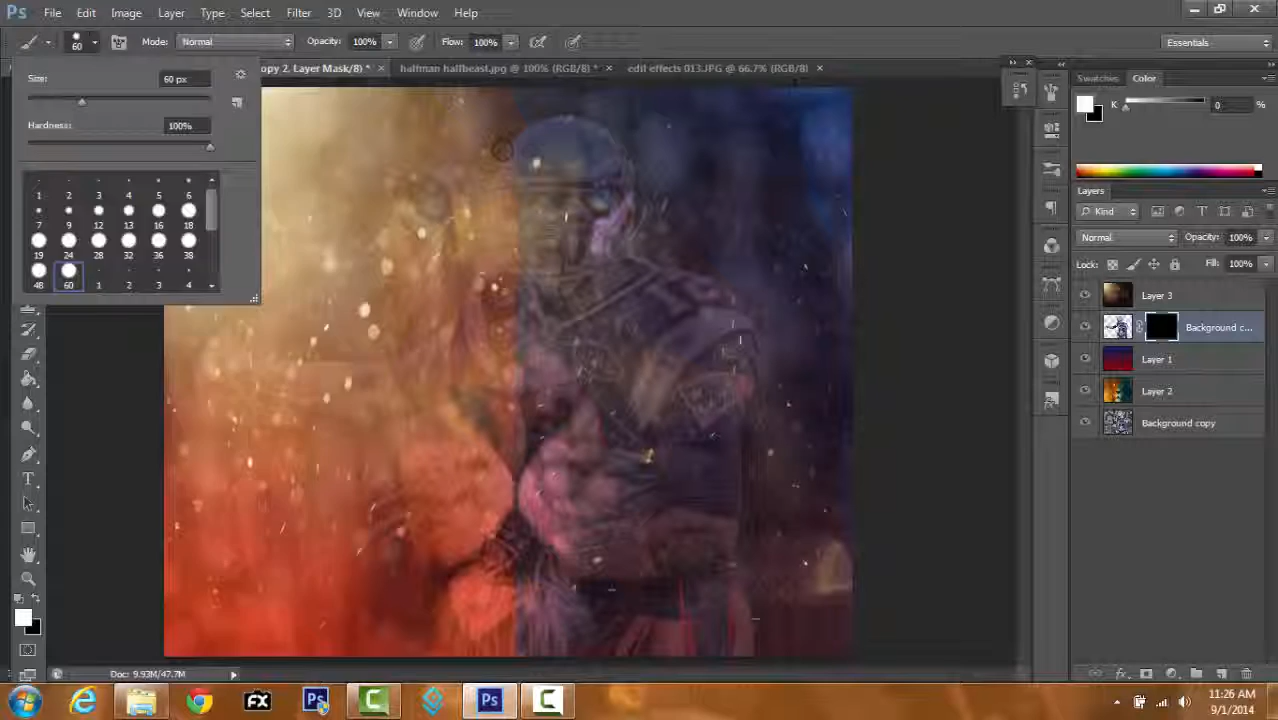 Ps File Edit Image Layer Type Select Filter 3D View Window Help
60 Mode: Normal Opacity: 100% Flow: 100% Essentials
opy 2, Layer Mask/8) * × halfman halfbeast.jpg @ 100% (RGB/8) * × edit effects 013.JPG @ 66.7% (RGB/8) ×
Size: 60 px
Hardness: 100%
1 2 3 4 5 6
7 9 12 13 16 18
19 24 28 32 36 38
48 60 1 2 3 4
Swatches Color
K 0 %
Layers
Kind
Normal Opacity: 100%
Lock: Fill: 100%
Layer 3
Background c...
Layer 1
Layer 2
Background copy
Doc: 9.93M/47.7M
FX Ps Ps
11:26 AM
9/1/2014